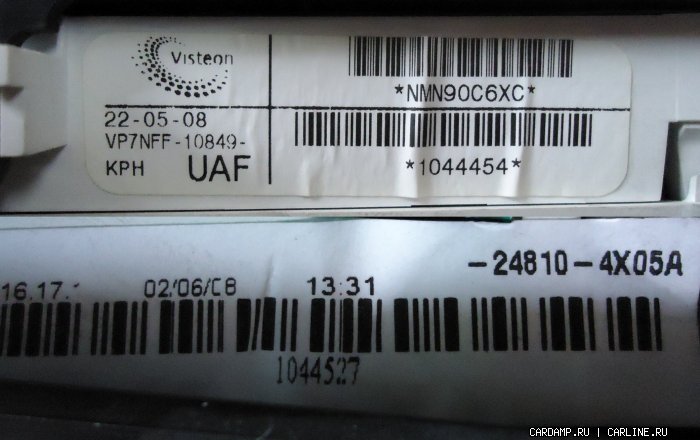 Visteon
*NMN90C6XC*
22-05-08
VP7NFF-10849-
KPH UAF
*1044454*
-24810-4X05A
16.17.
02/06/08 13:31
1044527
CARDAMP.RU | CARLINE.RU